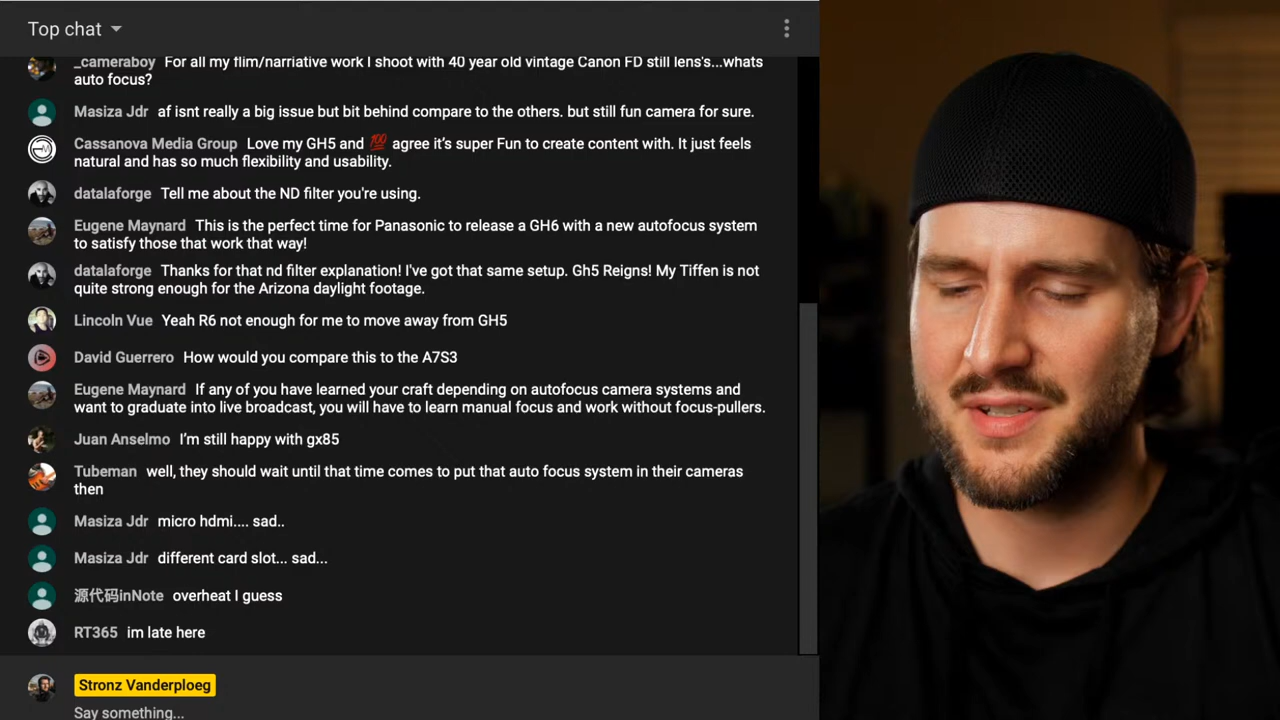 Top chat
_cameraboy For all my flim/narriative work I shoot with 40 year old vintage Canon FD still lens's...whats
auto focus?
Masiza Jdr af isnt really a big issue but bit behind compare to the others. but still fun camera for sure.
Cassanova Media Group Love my GH5 and 💯 agree it's super Fun to create content with. It just feels
natural and has so much flexibility and usability.
datalaforge Tell me about the ND filter you're using.
Eugene Maynard This is the perfect time for Panasonic to release a GH6 with a new autofocus system
to satisfy those that work that way!
datalaforge Thanks for that nd filter explanation! I've got that same setup. Gh5 Reigns! My Tiffen is not
quite strong enough for the Arizona daylight footage.
Lincoln Vue Yeah R6 not enough for me to move away from GH5
David Guerrero How would you compare this to the A7S3
Eugene Maynard If any of you have learned your craft depending on autofocus camera systems and
want to graduate into live broadcast, you will have to learn manual focus and work without focus-pullers.
Juan Anselmo I'm still happy with gx85
Tubeman well, they should wait until that time comes to put that auto focus system in their cameras
then
Masiza Jdr micro hdmi.... sad..
Masiza Jdr different card slot... sad...
源代码inNote overheat I guess
RT365 im late here
Stronz Vanderploeg
Say something...